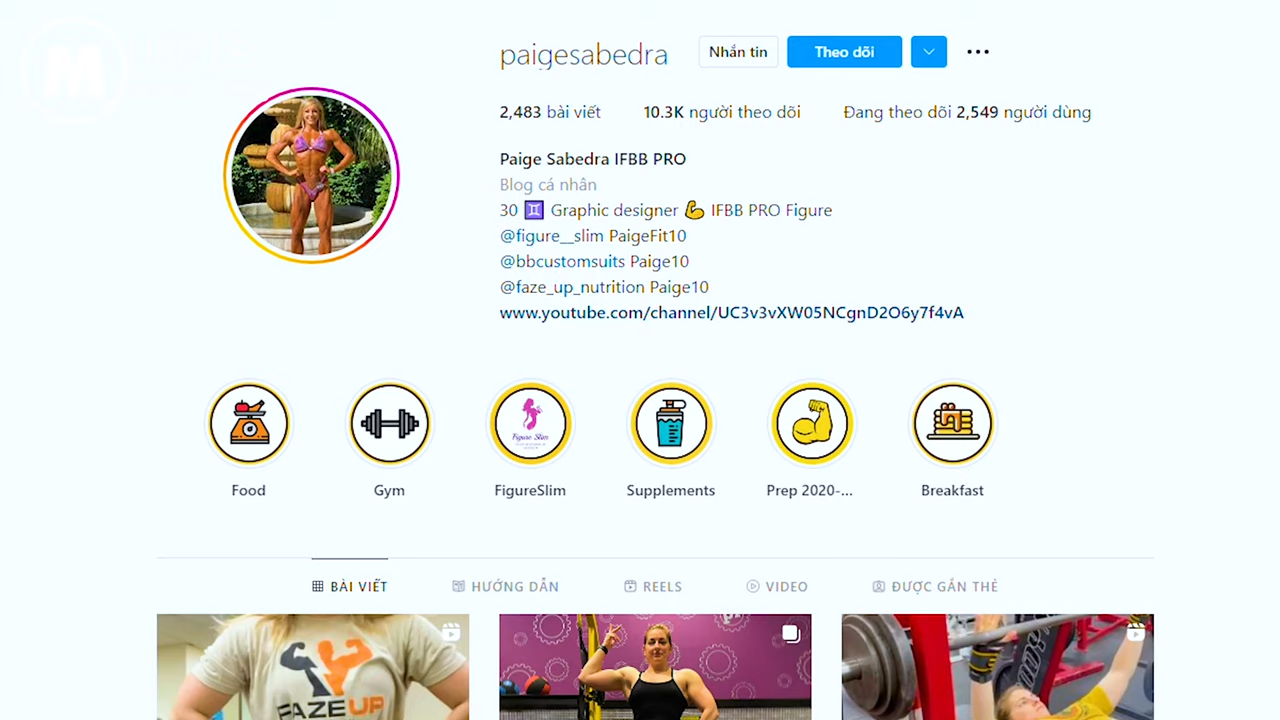 M
paigesabedra
Nhắn tin
Theo dõi
2,483 bài viết
10.3K người theo dõi
Đang theo dõi 2,549 người dùng
Paige Sabedra IFBB PRO
Blog cá nhân
30 ♊ Graphic designer 💪 IFBB PRO Figure
@figure__slim PaigeFit10
@bbcustomsuits Paige10
@faze_up_nutrition Paige10
www.youtube.com/channel/UC3v3vXW05NCgnD2O6y7f4vA
Figure Slim
Food
Gym
FigureSlim
Supplements
Prep 2020-...
Breakfast
BÀI VIẾT
HƯỚNG DẪN
REELS
VIDEO
ĐƯỢC GẮN THẺ
FAZE UP